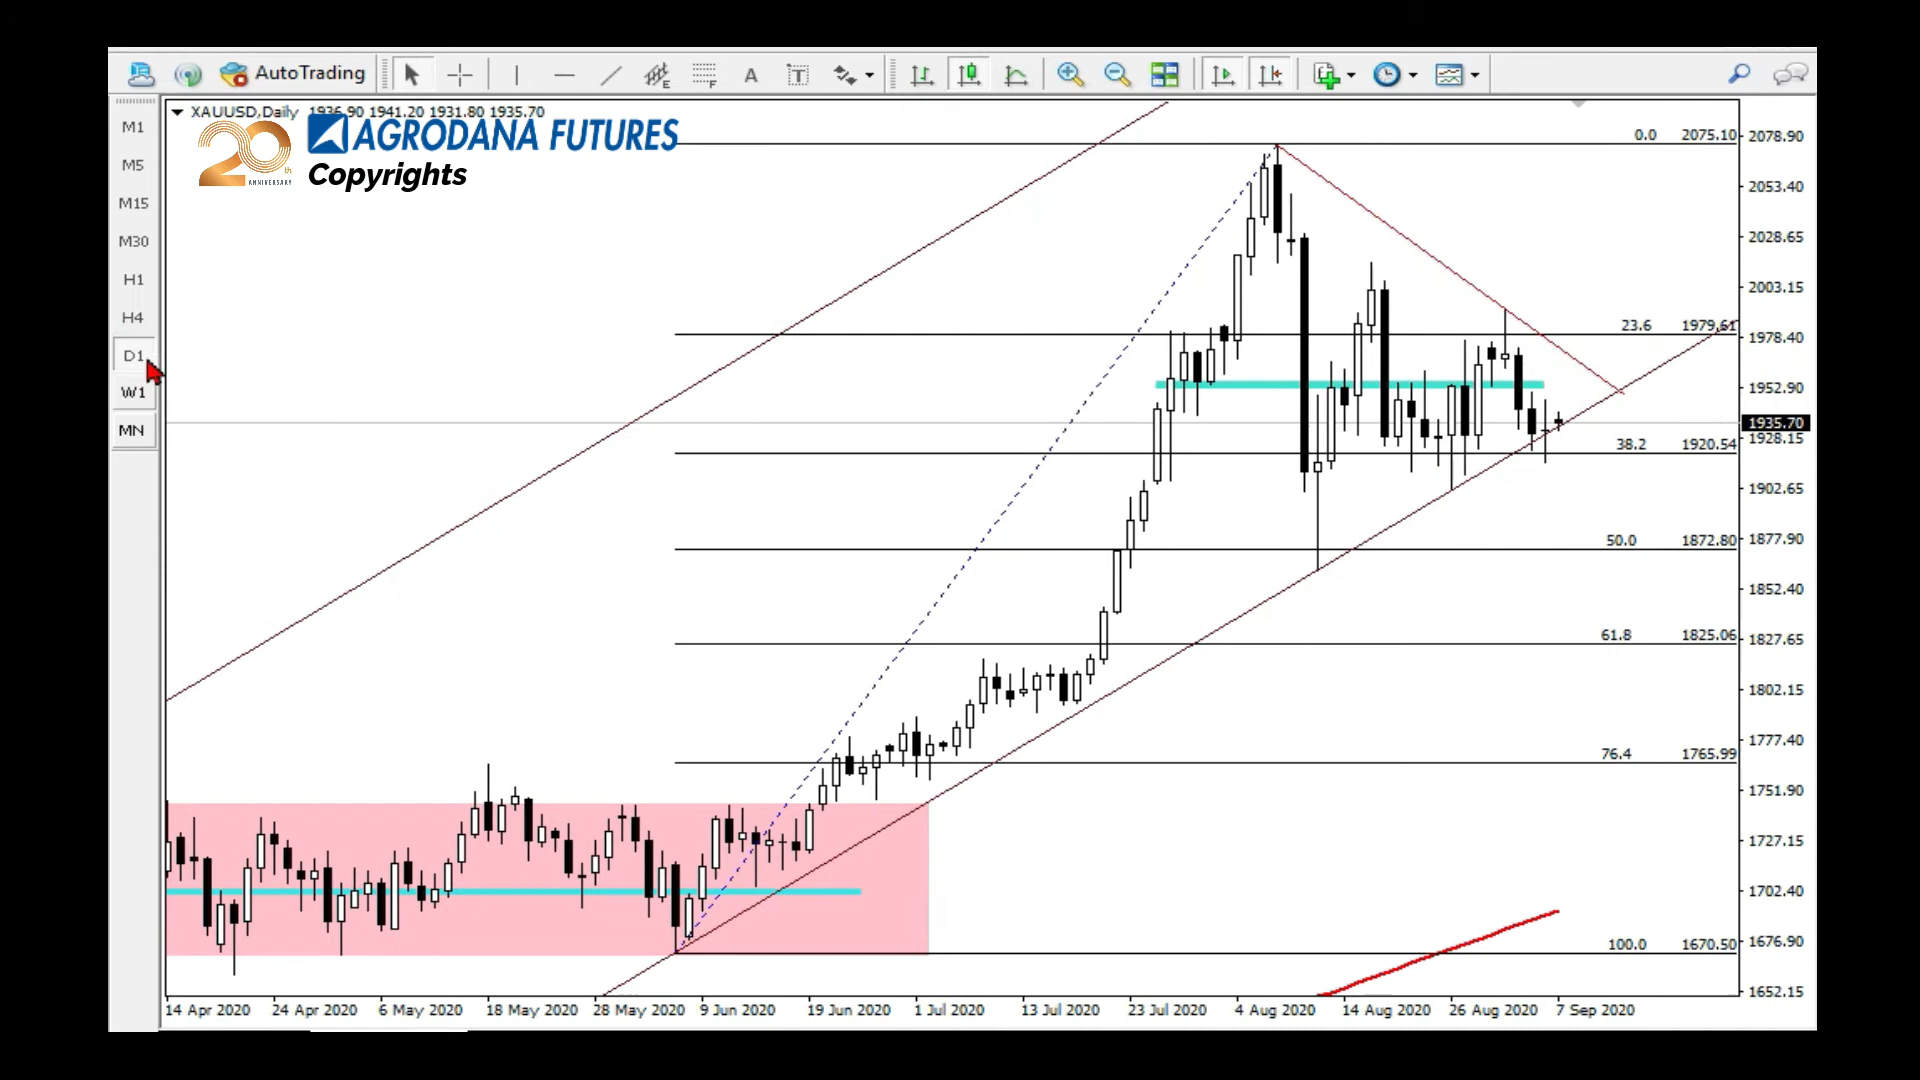 AutoTrading
A
T
E
F
M1
M5
M15
M30
H1
H4
D1
W1
MN
XAUUSD,Daily 1936.90 1941.20 1931.80 1935.70
20th ANNIVERSARY
AGRODANA FUTURES
Copyrights
0.0 2075.10
23.6 1979.61
38.2 1920.54
50.0 1872.80
61.8 1825.06
76.4 1765.99
100.0 1670.50
2078.90
2053.40
2028.65
2003.15
1978.40
1952.90
1935.70
1928.15
1902.65
1877.90
1852.40
1827.65
1802.15
1777.40
1751.90
1727.15
1702.40
1676.90
1652.15
14 Apr 2020 24 Apr 2020 6 May 2020 18 May 2020 28 May 2020 9 Jun 2020 19 Jun 2020 1 Jul 2020 13 Jul 2020 23 Jul 2020 4 Aug 2020 14 Aug 2020 26 Aug 2020 7 Sep 2020